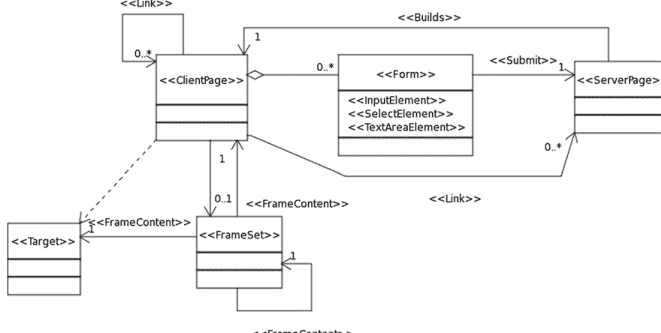 <<Link>>
<<Builds>>
1
0..*
<<ClientPage>>
0..*
<<Form>>
<<Submit>>
1
<<ServerPage>>
<<InputElement>>
<<SelectElement>>
<<TextAreaElement>>
0..*
1
0..1
<<FrameContent>>
<<Link>>
<<FrameContent>>
1
<<Target>>
<<FrameSet>>
1
<<FrameContent>>